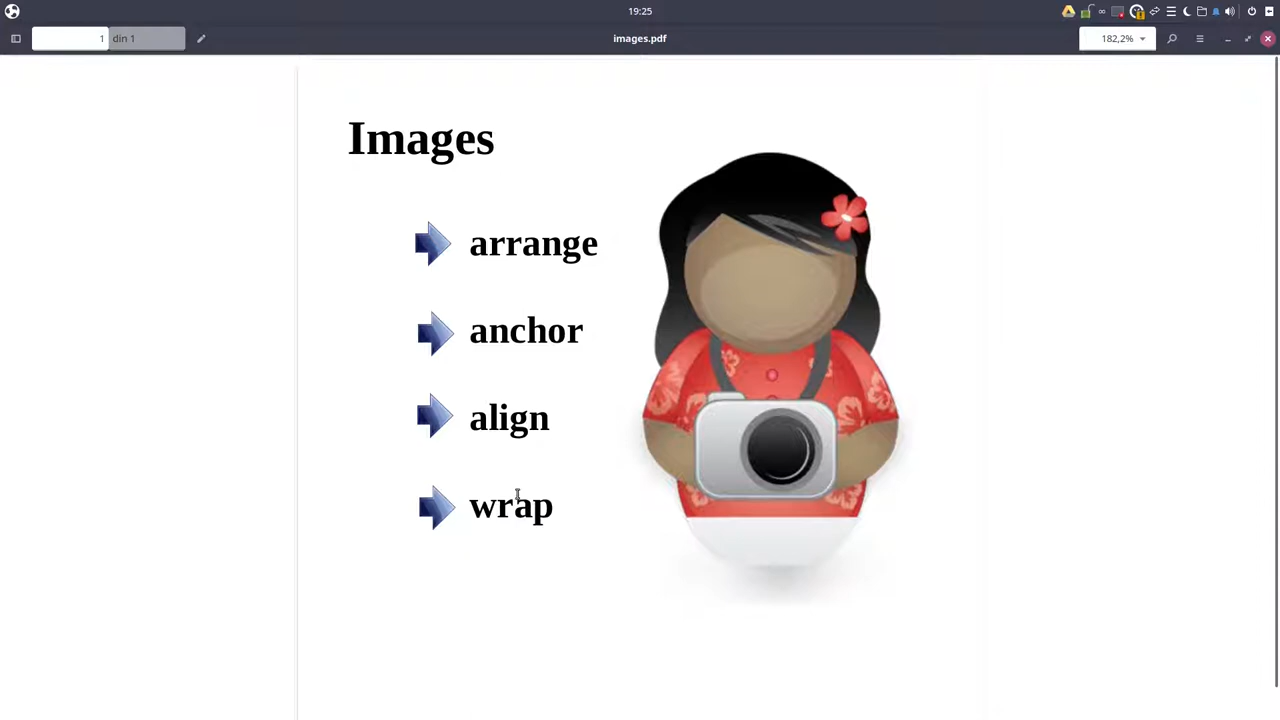 19:25
1 din 1
images.pdf
182,2%
Images
arrange
anchor
align
wrap